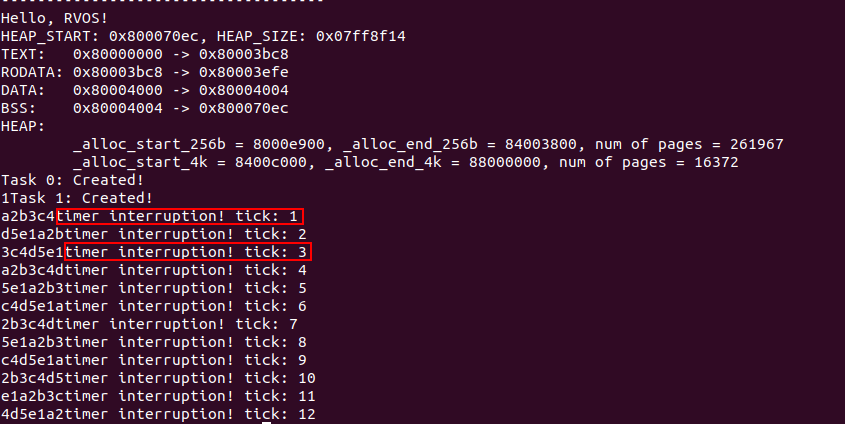 ------------------------------------
Hello, RVOS!
HEAP_START: 0x800070ec, HEAP_SIZE: 0x07ff8f14
TEXT:   0x80000000 -> 0x80003bc8
RODATA: 0x80003bc8 -> 0x80003efe
DATA:   0x80004000 -> 0x80004004
BSS:    0x80004004 -> 0x800070ec
HEAP:
        _alloc_start_256b = 8000e900, _alloc_end_256b = 84003800, num of pages = 261967
        _alloc_start_4k = 8400c000, _alloc_end_4k = 88000000, num of pages = 16372
Task 0: Created!
1Task 1: Created!
a2b3c4timer interruption! tick: 1
d5e1a2btimer interruption! tick: 2
3c4d5e1timer interruption! tick: 3
a2b3c4dtimer interruption! tick: 4
5e1a2b3timer interruption! tick: 5
c4d5e1atimer interruption! tick: 6
2b3c4dtimer interruption! tick: 7
5e1a2b3timer interruption! tick: 8
c4d5e1atimer interruption! tick: 9
2b3c4d5timer interruption! tick: 10
e1a2b3ctimer interruption! tick: 11
4d5e1a2timer interruption! tick: 12